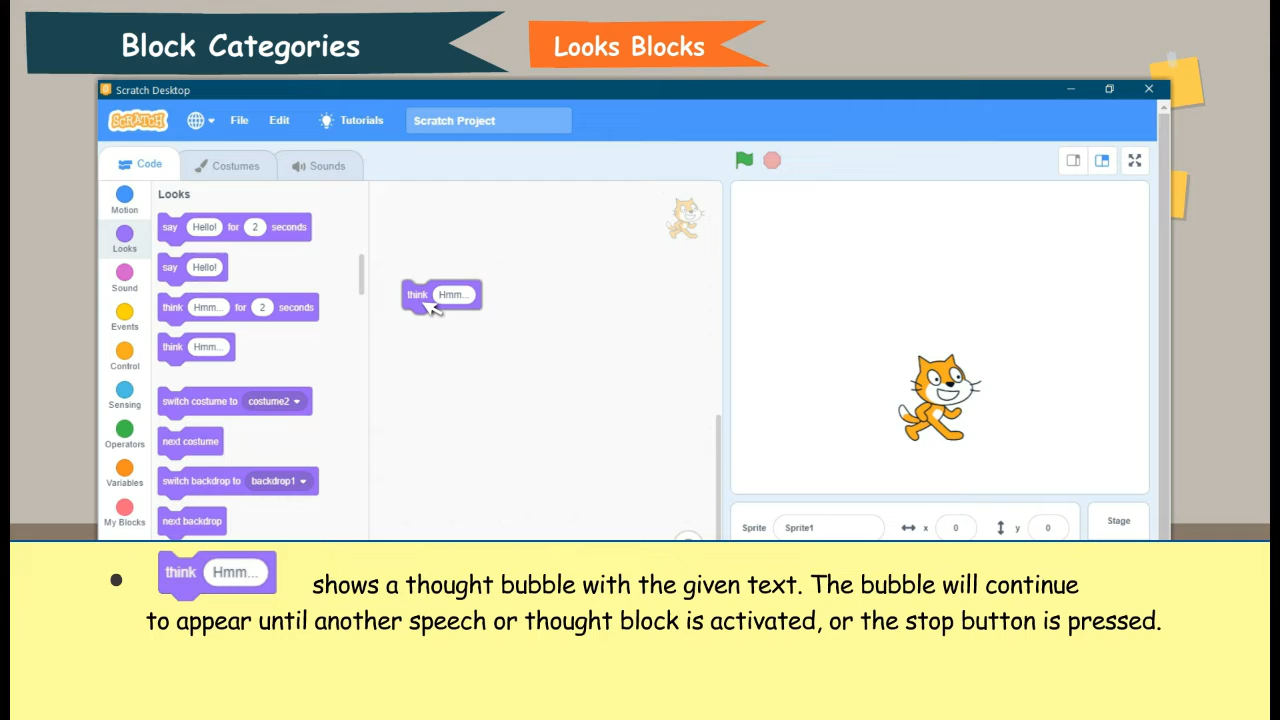 Block Categories
Looks Blocks
Scratch Desktop
SCRATCH
File Edit Tutorials Scratch Project
Code Costumes Sounds
Motion
Looks
Sound
Events
Control
Sensing
Operators
Variables
My Blocks
Looks
say Hello! for 2 seconds
say Hello!
think Hmm... for 2 seconds
think Hmm...
switch costume to costume2
next costume
switch backdrop to backdrop1
next backdrop
think Hmm...
Sprite Sprite1 x 0 y 0
Stage
• think Hmm... shows a thought bubble with the given text. The bubble will continue
to appear until another speech or thought block is activated, or the stop button is pressed.